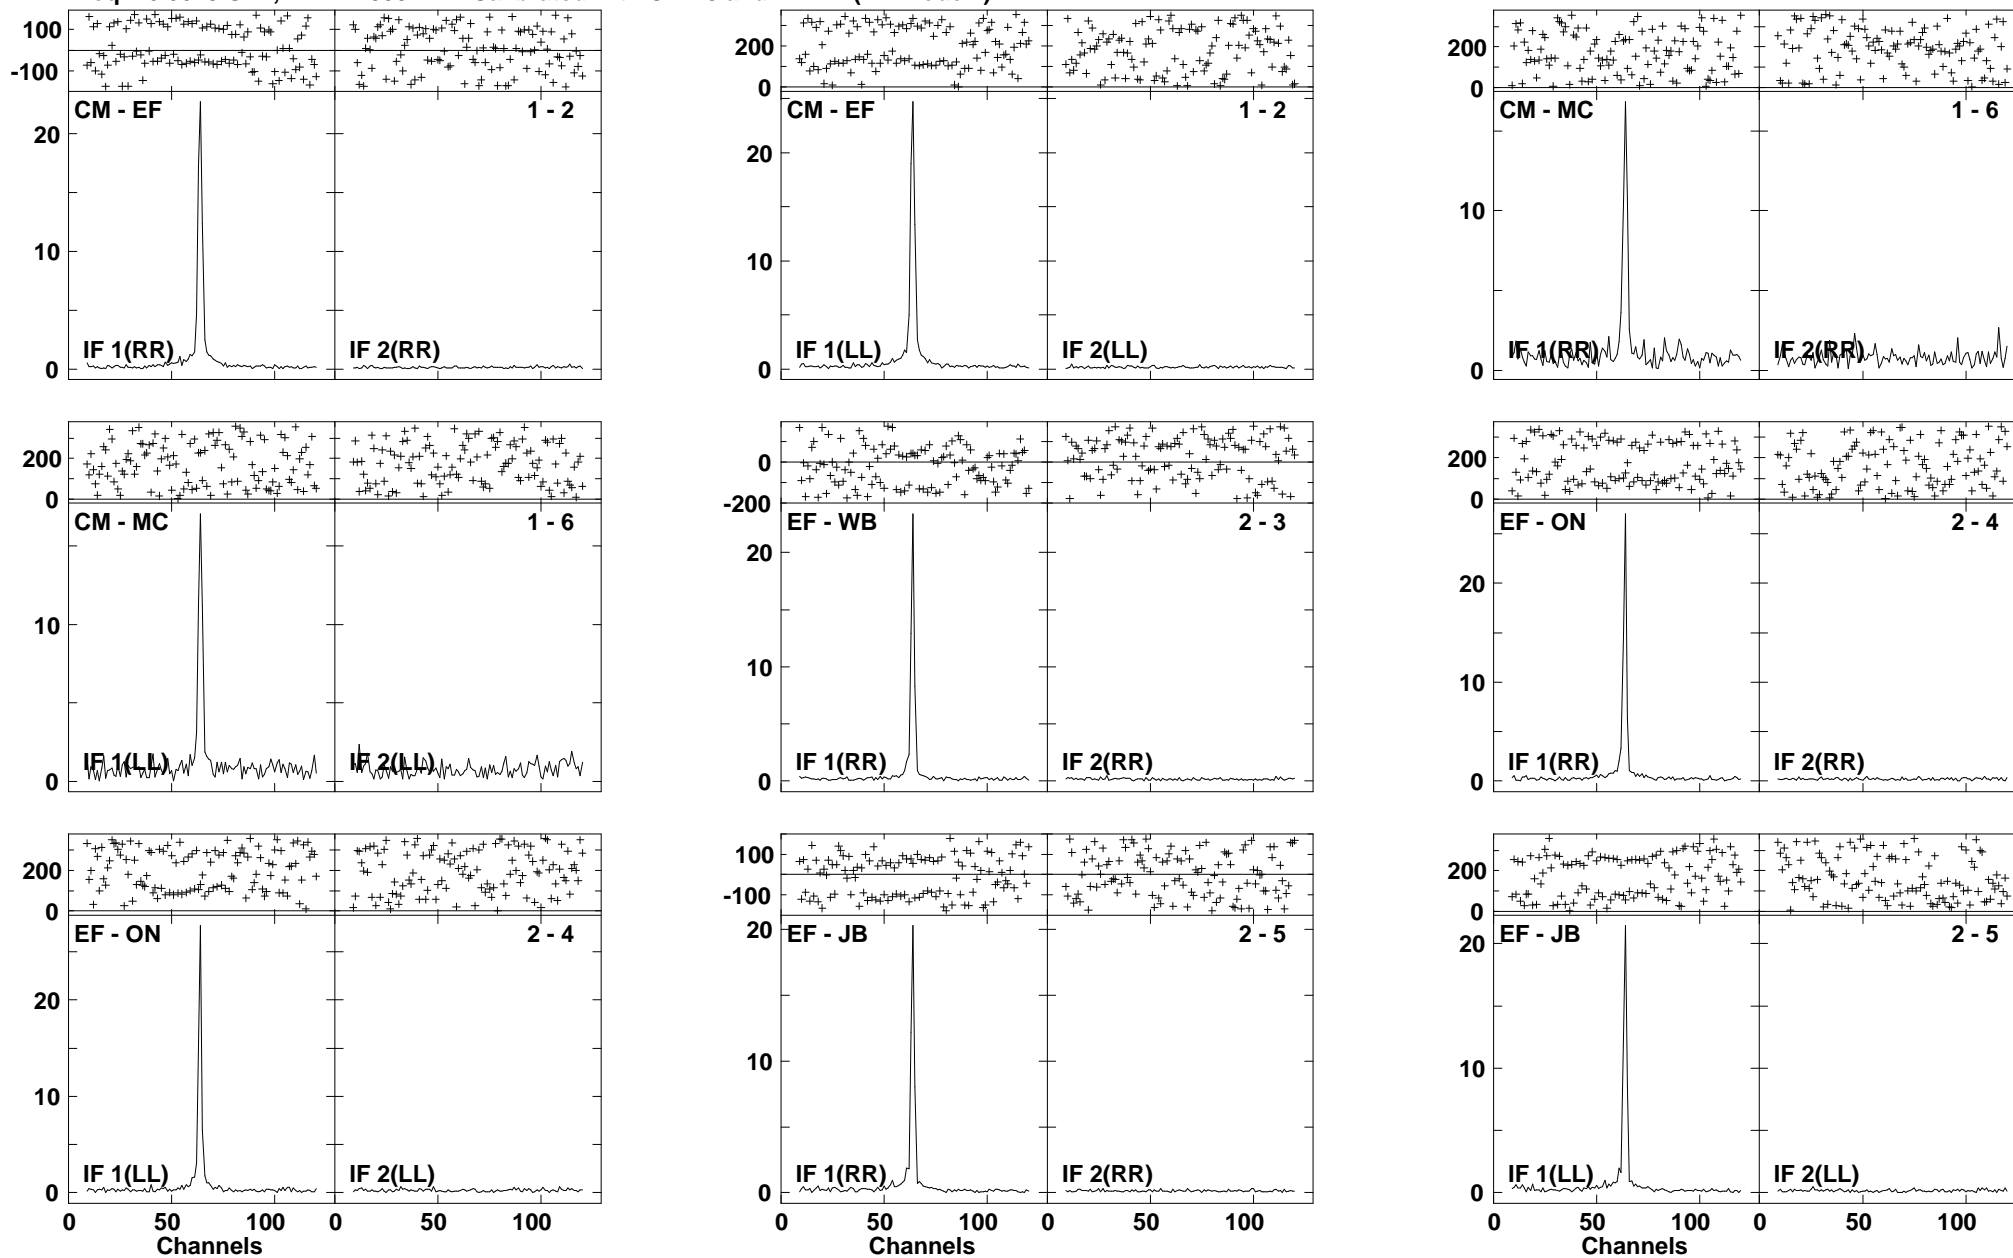 100
-100
CM - EF
1 - 2
20
10
0
IF 1(RR)
IF 2(RR)
200
0
CM - EF
1 - 2
20
10
0
IF 1(LL)
IF 2(LL)
200
0
CM - MC
1 - 6
10
0
IF 1(RR)
IF 2(RR)
200
0
CM - MC
1 - 6
10
0
IF 1(LL)
IF 2(LL)
0
-200
EF - WB
2 - 3
20
10
0
IF 1(RR)
IF 2(RR)
200
0
EF - ON
2 - 4
20
10
0
IF 1(RR)
IF 2(RR)
200
0
EF - ON
2 - 4
20
10
0
IF 1(LL)
IF 2(LL)
0 50 100 0 50 100
Channels
100
-100
20
EF - JB
2 - 5
10
0
IF 1(RR)
IF 2(RR)
0 50 100 0 50 100
Channels
200
0
EF - JB
2 - 5
20
10
0
IF 1(LL)
IF 2(LL)
0 50 100 0 50 100
Channels